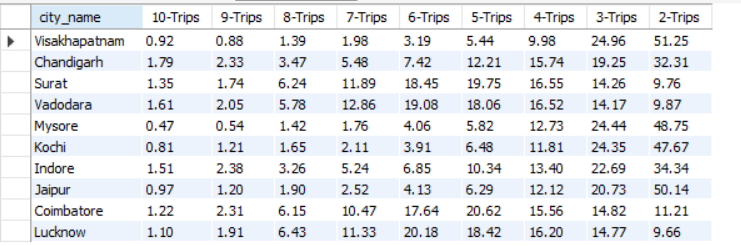 city_name 10-Trips 9-Trips 8-Trips 7-Trips 6-Trips 5-Trips 4-Trips 3-Trips 2-Trips
Visakhapatnam 0.92 0.88 1.39 1.98 3.19 5.44 9.98 24.96 51.25
Chandigarh 1.79 2.33 3.47 5.48 7.42 12.21 15.74 19.25 32.31
Surat 1.35 1.74 6.24 11.89 18.45 19.75 16.55 14.26 9.76
Vadodara 1.61 2.05 5.78 12.86 19.08 18.06 16.52 14.17 9.87
Mysore 0.47 0.54 1.42 1.76 4.06 5.82 12.73 24.44 48.75
Kochi 0.81 1.21 1.65 2.11 3.91 6.48 11.81 24.35 47.67
Indore 1.51 2.38 3.26 5.24 6.85 10.34 13.40 22.69 34.34
Jaipur 0.97 1.20 1.90 2.52 4.13 6.29 12.12 20.73 50.14
Coimbatore 1.22 2.31 6.15 10.47 17.64 20.62 15.56 14.82 11.21
Lucknow 1.10 1.91 6.43 11.33 20.18 18.42 16.20 14.77 9.66